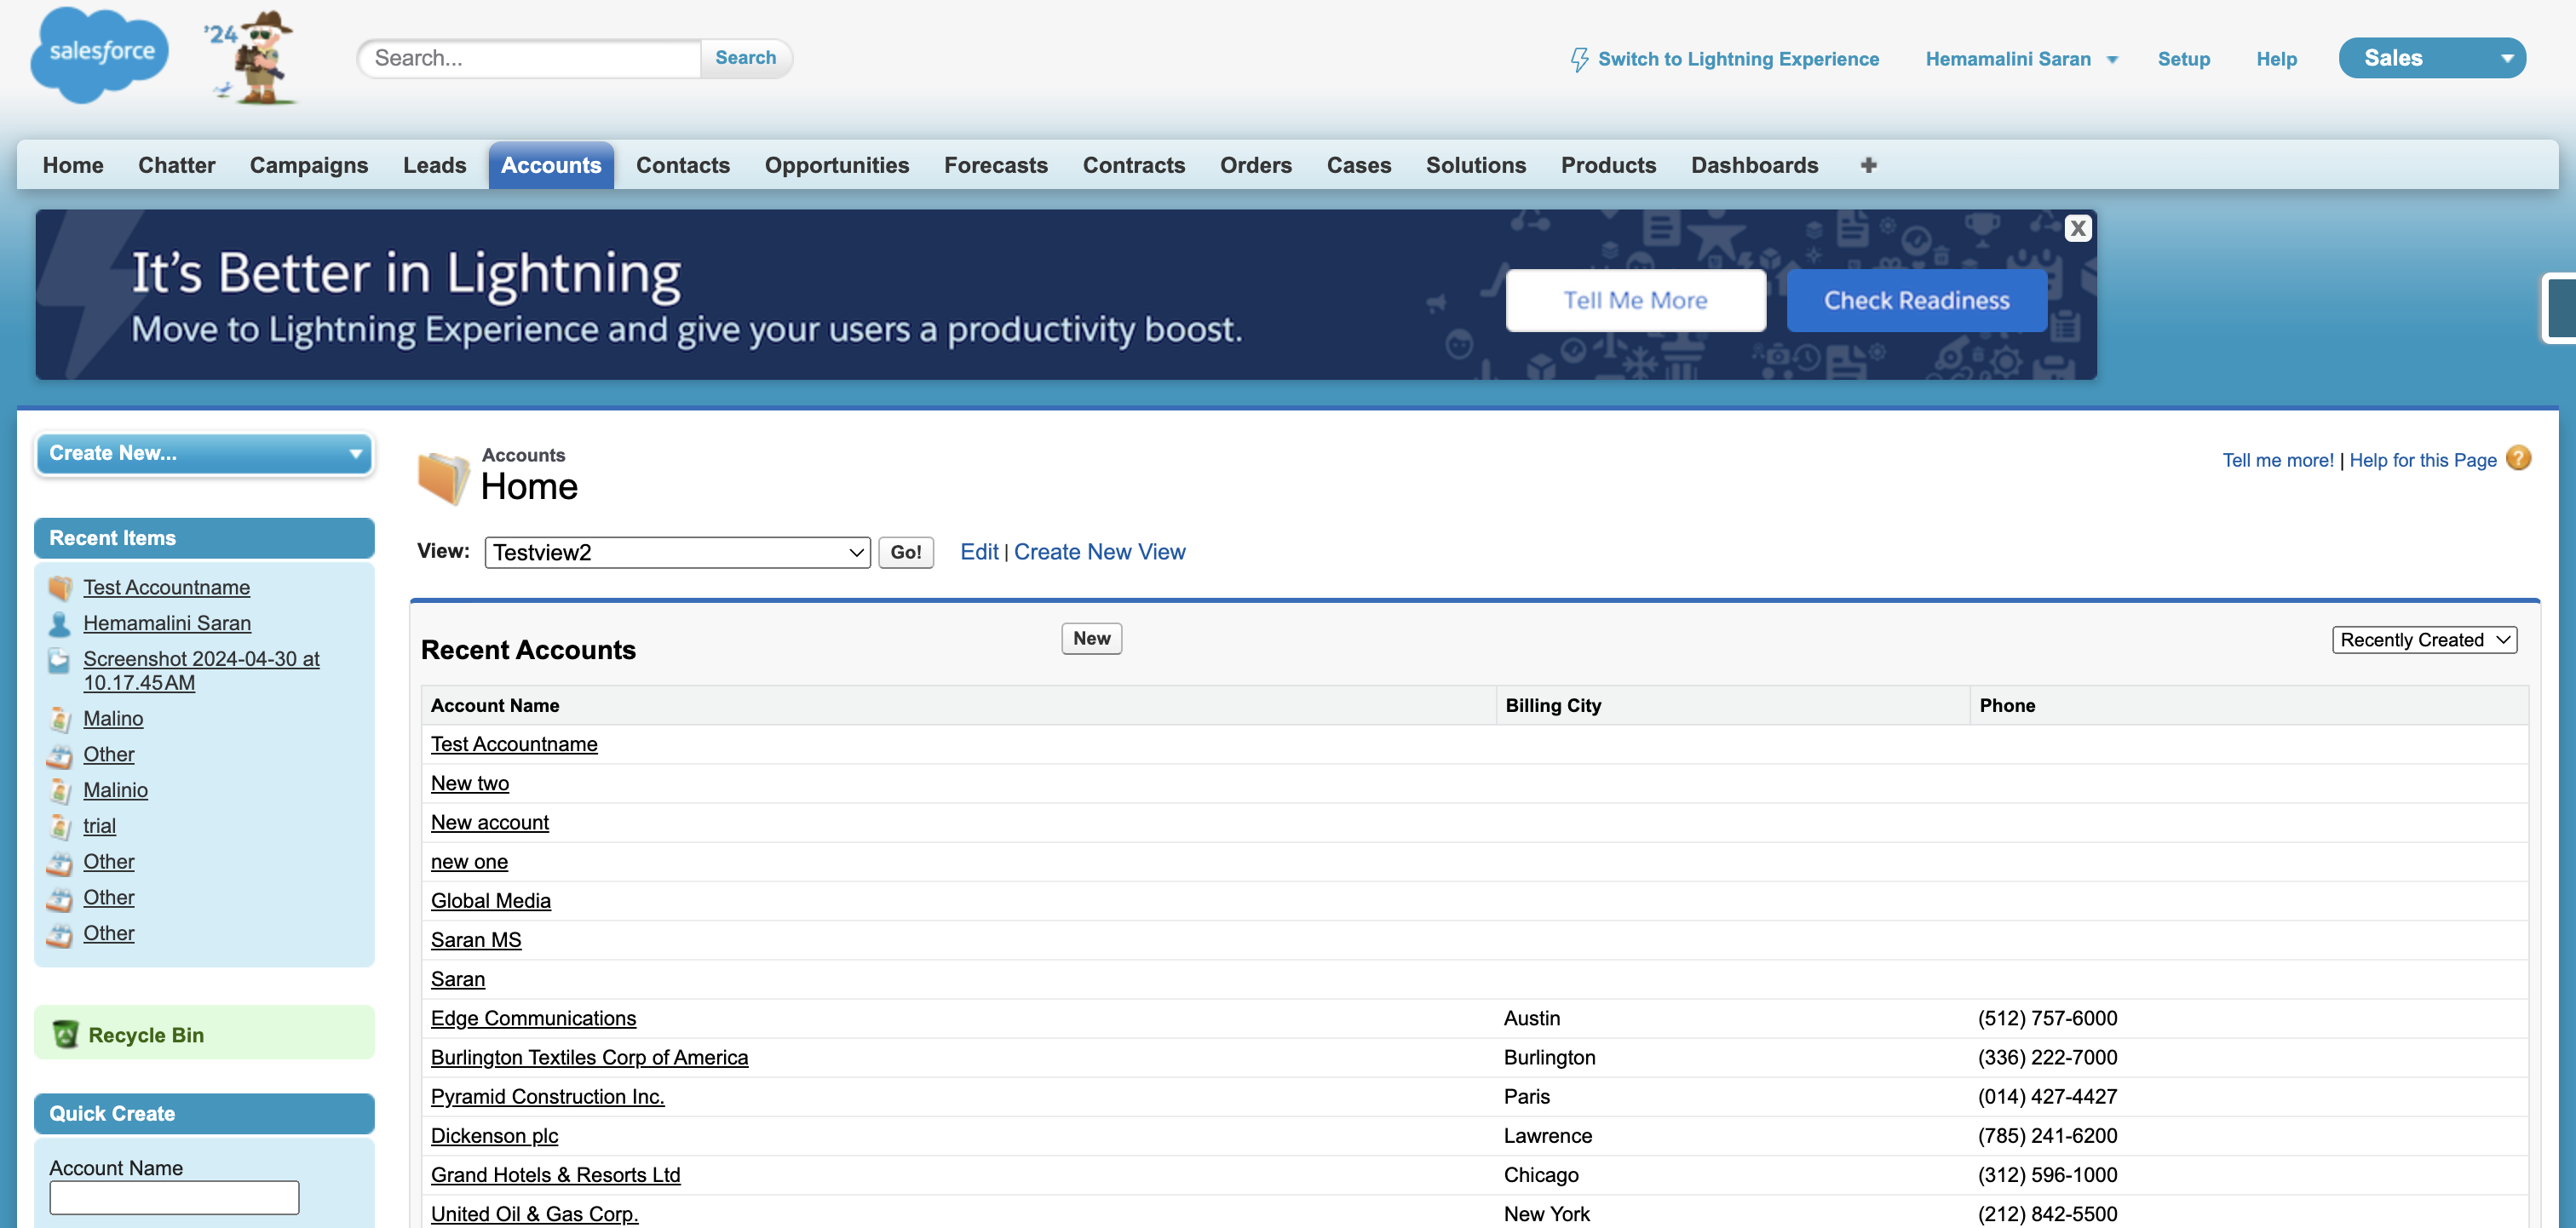 salesforce
'24
Search...
Search
Switch to Lightning Experience
Hemamalini Saran
Setup
Help
Sales
Home
Chatter
Campaigns
Leads
Accounts
Contacts
Opportunities
Forecasts
Contracts
Orders
Cases
Solutions
Products
Dashboards
+
It's Better in Lightning
Move to Lightning Experience and give your users a productivity boost.
Tell Me More
Check Readiness
X
Create New...
Recent Items
Test Accountname
Hemamalini Saran
Screenshot 2024-04-30 at
10.17.45 AM
Malino
Other
Malinio
trial
Other
Other
Other
Recycle Bin
Quick Create
Account Name
Accounts
Home
Tell me more! | Help for this Page ?
View: Testview2 Go! Edit | Create New View
Recent Accounts
New
Recently Created
Account Name Billing City Phone
Test Accountname
New two
New account
new one
Global Media
Saran MS
Saran
Edge Communications Austin (512) 757-6000
Burlington Textiles Corp of America Burlington (336) 222-7000
Pyramid Construction Inc. Paris (014) 427-4427
Dickenson plc Lawrence (785) 241-6200
Grand Hotels & Resorts Ltd Chicago (312) 596-1000
United Oil & Gas Corp. New York (212) 842-5500